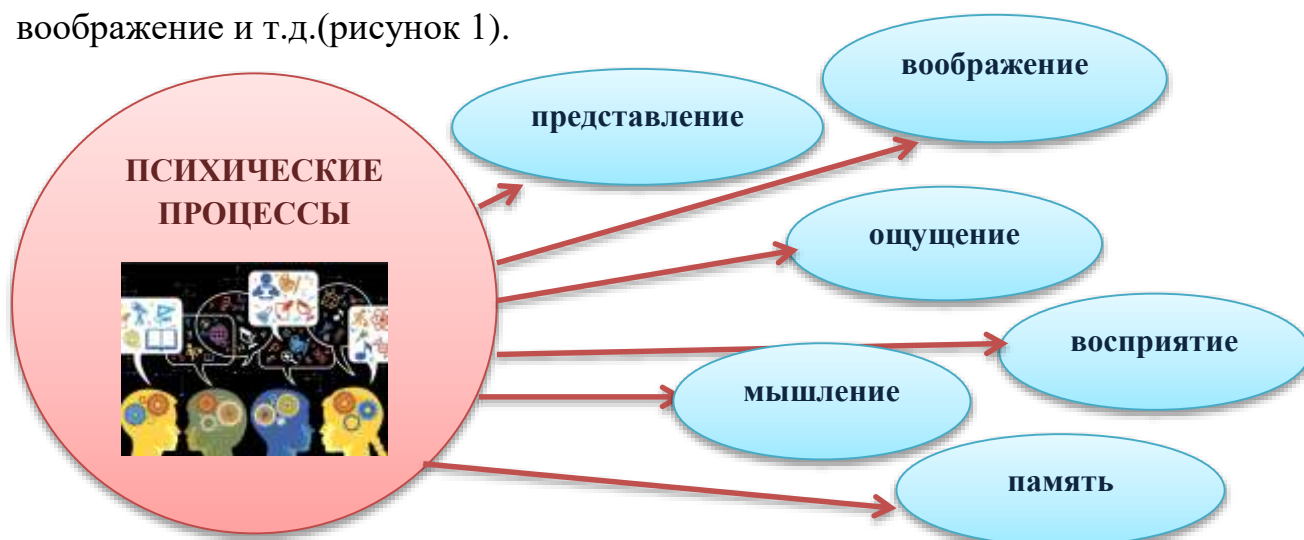 воображение и т.д.(рисунок 1).
воображение
представление
ПСИХИЧЕСКИЕ
ПРОЦЕССЫ
ощущение
восприятие
мышление
память